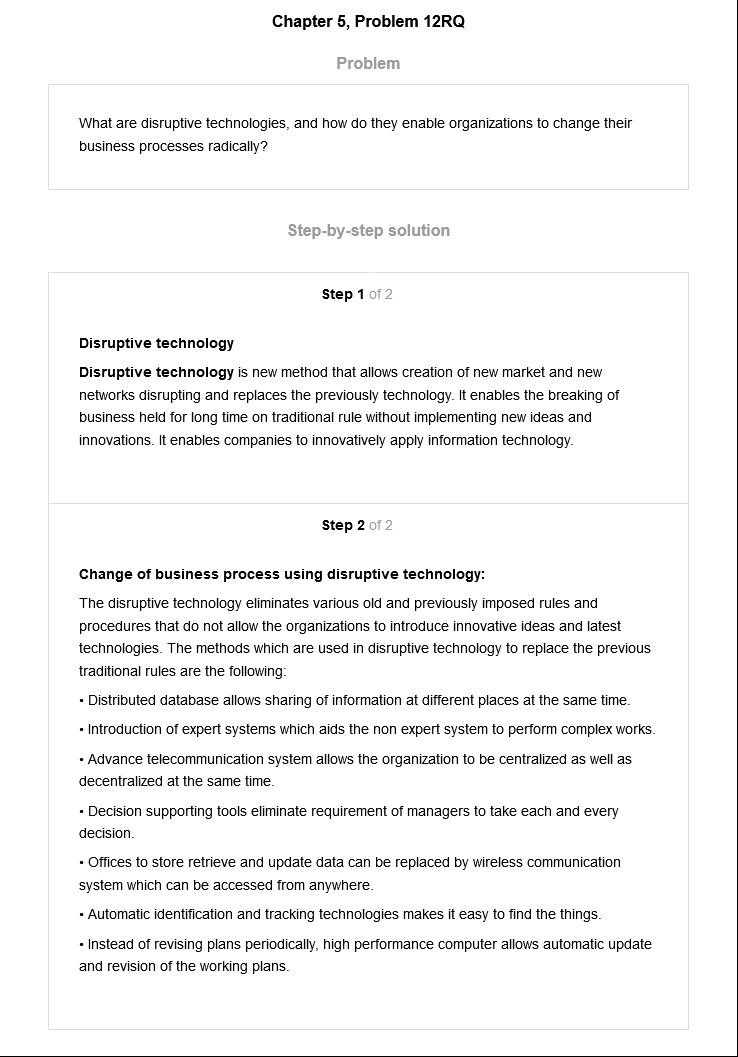 Chapter 5, Problem 12RQ
Problem
What are disruptive technologies, and how do they enable organizations to change their
business processes radically?
Step-by-step solution
Step 1 of 2
Disruptive technology
Disruptive technology is new method that allows creation of new market and new
networks disrupting and replaces the previously technology. It enables the breaking of
business held for long time on traditional rule without implementing new ideas and
innovations. It enables companies to innovatively apply information technology.
Step 2 of 2
Change of business process using disruptive technology:
The disruptive technology eliminates various old and previously imposed rules and
procedures that do not allow the organizations to introduce innovative ideas and latest
technologies. The methods which are used in disruptive technology to replace the previous
traditional rules are the following:
• Distributed database allows sharing of information at different places at the same time.
• Introduction of expert systems which aids the non expert system to perform complex works.
• Advance telecommunication system allows the organization to be centralized as well as
decentralized at the same time.
• Decision supporting tools eliminate requirement of managers to take each and every
decision.
• Offices to store retrieve and update data can be replaced by wireless communication
system which can be accessed from anywhere.
• Automatic identification and tracking technologies makes it easy to find the things.
• Instead of revising plans periodically, high performance computer allows automatic update
and revision of the working plans.